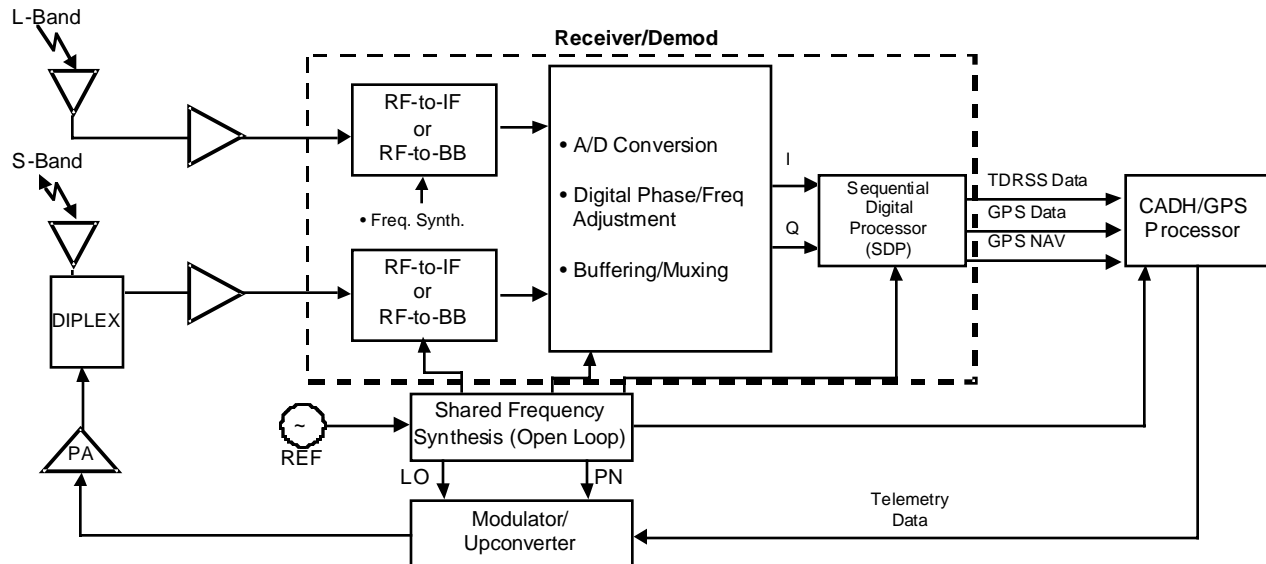 L-Band
Receiver/Demod
RF-to-IF
or
RF-to-BB
• Freq. Synth.
• A/D Conversion
• Digital Phase/Freq
Adjustment
• Buffering/Muxing
I
Q
Sequential
Digital
Processor
(SDP)
TDRSS Data
GPS Data
GPS NAV
CADH/GPS
Processor
S-Band
DIPLEX
RF-to-IF
or
RF-to-BB
PA
~
REF
Shared Frequency
Synthesis (Open Loop)
LO
PN
Modulator/
Upconverter
Telemetry
Data